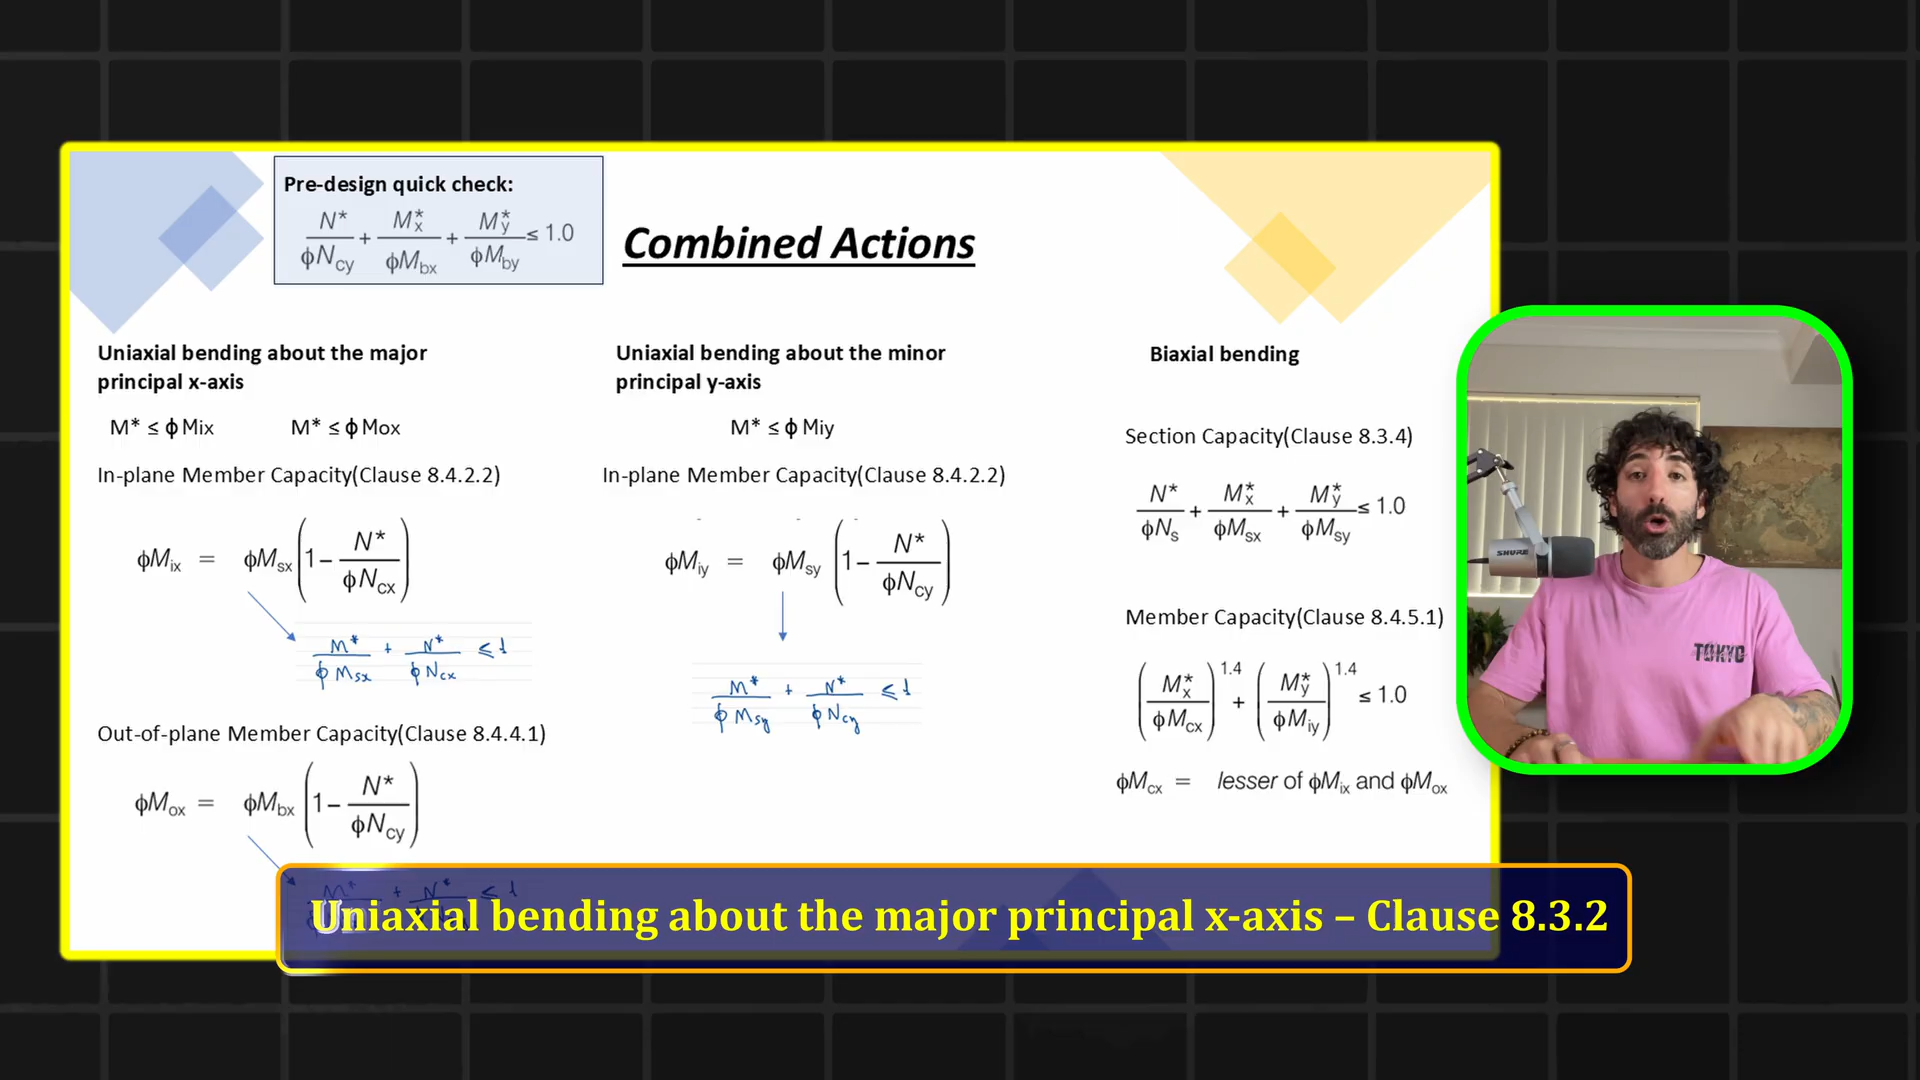 Pre-design quick check:
N*/ϕNcy + M*x/ϕMbx + M*y/ϕMby ≤ 1.0
Combined Actions
Uniaxial bending about the major
principal x-axis
M* ≤ ϕ Mix M* ≤ ϕ Mox
In-plane Member Capacity(Clause 8.4.2.2)
ϕMix = ϕMsx (1 − N*/ϕNcx)
M*/ϕMsx + N*/ϕNcx ≤ 1
Out-of-plane Member Capacity(Clause 8.4.4.1)
ϕMox = ϕMbx (1 − N*/ϕNcy)
M* + N* ≤ 1
Uniaxial bending about the minor
principal y-axis
M* ≤ ϕ Miy
In-plane Member Capacity(Clause 8.4.2.2)
ϕMiy = ϕMsy (1 − N*/ϕNcy)
M*/ϕMsy + N*/ϕNcy ≤ 1
Biaxial bending
Section Capacity(Clause 8.3.4)
N*/ϕNs + M*x/ϕMsx + M*y/ϕMsy ≤ 1.0
Member Capacity(Clause 8.4.5.1)
(M*x/ϕMcx)^1.4 + (M*y/ϕMiy)^1.4 ≤ 1.0
ϕMcx = lesser of ϕMix and ϕMox
SHURE
TOKYO
Uniaxial bending about the major principal x-axis – Clause 8.3.2